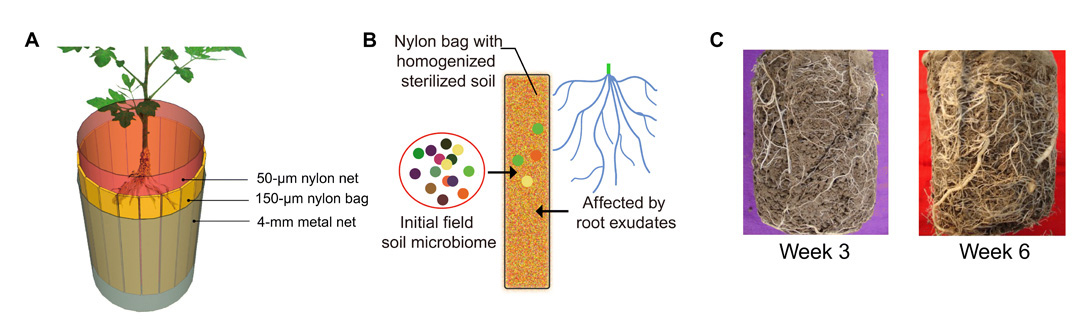 A
50-μm nylon net
150-μm nylon bag
4-mm metal net
B
Nylon bag with
homogenized
sterilized soil
Initial field
soil microbiome
Affected by
root exudates
C
Week 3
Week 6